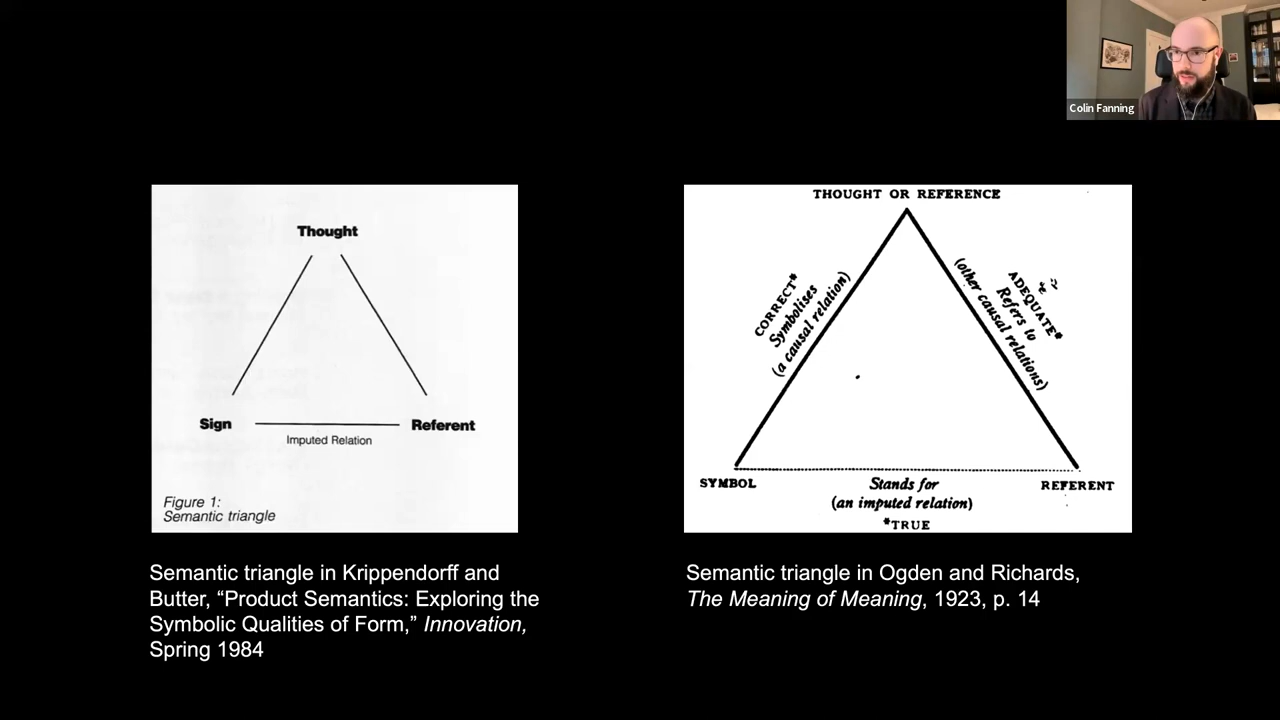 Colin Fanning
Thought
Sign
Referent
Imputed Relation
Figure 1:
Semantic triangle
Semantic triangle in Krippendorff and
Butter, “Product Semantics: Exploring the
Symbolic Qualities of Form,” Innovation,
Spring 1984
THOUGHT OR REFERENCE
CORRECT*
Symbolises
(a causal relation)
ADEQUATE*
Refers to
(other causal relations)
SYMBOL
REFERENT
Stands for
(an imputed relation)
*TRUE
Semantic triangle in Ogden and Richards,
The Meaning of Meaning, 1923, p. 14